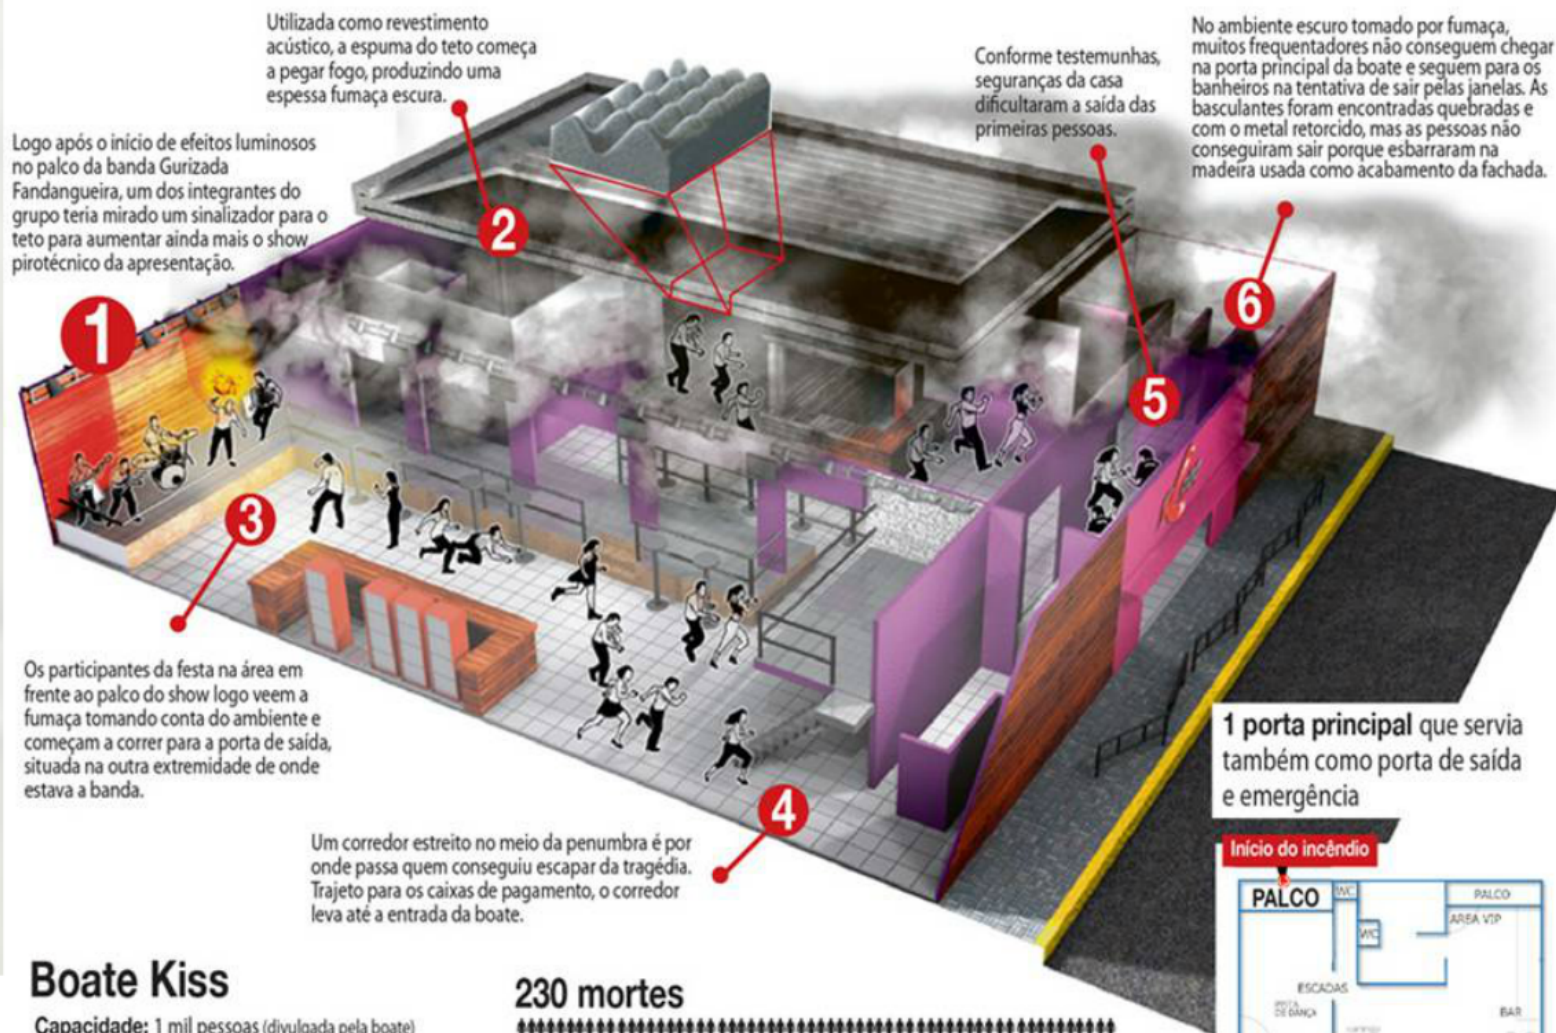 Utilizada como revestimento
acústico, a espuma do teto começa
a pegar fogo, produzindo uma
espessa fumaça escura.
Conforme testemunhas,
seguranças da casa
dificultaram a saída das
primeiras pessoas.
No ambiente escuro tomado por fumaça,
muitos frequentadores não conseguem chegar
na porta principal da boate e seguem para os
banheiros na tentativa de sair pelas janelas. As
basculantes foram encontradas quebradas e
com o metal retorcido, mas as pessoas não
conseguiram sair porque esbarraram na
madeira usada como acabamento da fachada.
Logo após o início de efeitos luminosos
no palco da banda Gurizada
Fandangueira, um dos integrantes do
grupo teria mirado um sinalizador para o
teto para aumentar ainda mais o show
pirotécnico da apresentação.
1
2
3
4
5
6
Os participantes da festa na área em
frente ao palco do show logo veem a
fumaça tomando conta do ambiente e
começam a correr para a porta de saída,
situada na outra extremidade de onde
estava a banda.
Um corredor estreito no meio da penumbra é por
onde passa quem conseguiu escapar da tragédia.
Trajeto para os caixas de pagamento, o corredor
leva até a entrada da boate.
1 porta principal que servia
também como porta de saída
e emergência
Início do incêndio
PALCO
WC
PALCO
ÁREA VIP
WC
ESCADAS
PISTA
DE DANÇA
BAR
Boate Kiss
Capacidade: 1 mil pessoas (divulgada pela boate)
230 mortes